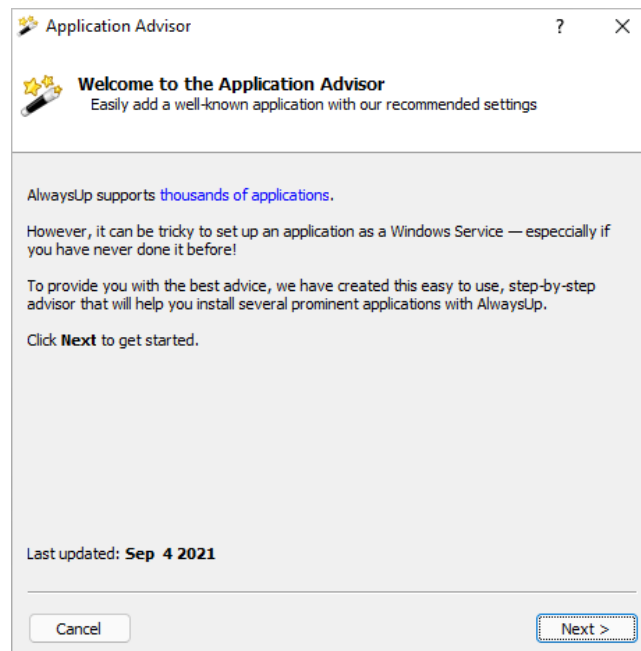 Application Advisor ?
Welcome to the Application Advisor
Easily add a well-known application with our recommended settings
AlwaysUp supports thousands of applications.
However, it can be tricky to set up an application as a Windows Service — especcially if
you have never done it before!
To provide you with the best advice, we have created this easy to use, step-by-step
advisor that will help you install several prominent applications with AlwaysUp.
Click Next to get started.
Last updated: Sep 4 2021
Cancel
Next >